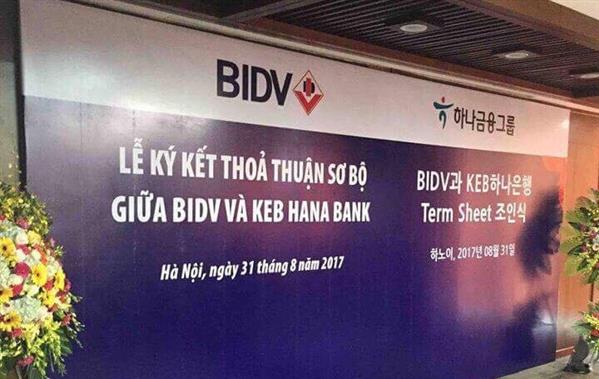 BIDV
하나금융그룹
LỄ KÝ KẾT THOẢ THUẬN SƠ BỘ
GIỮA BIDV VÀ KEB HANA BANK
Hà Nội, ngày 31 tháng 8 năm 2017
BIDV과 KEB하나은행
Term Sheet 조인식
하노이, 2017년 08월 31일